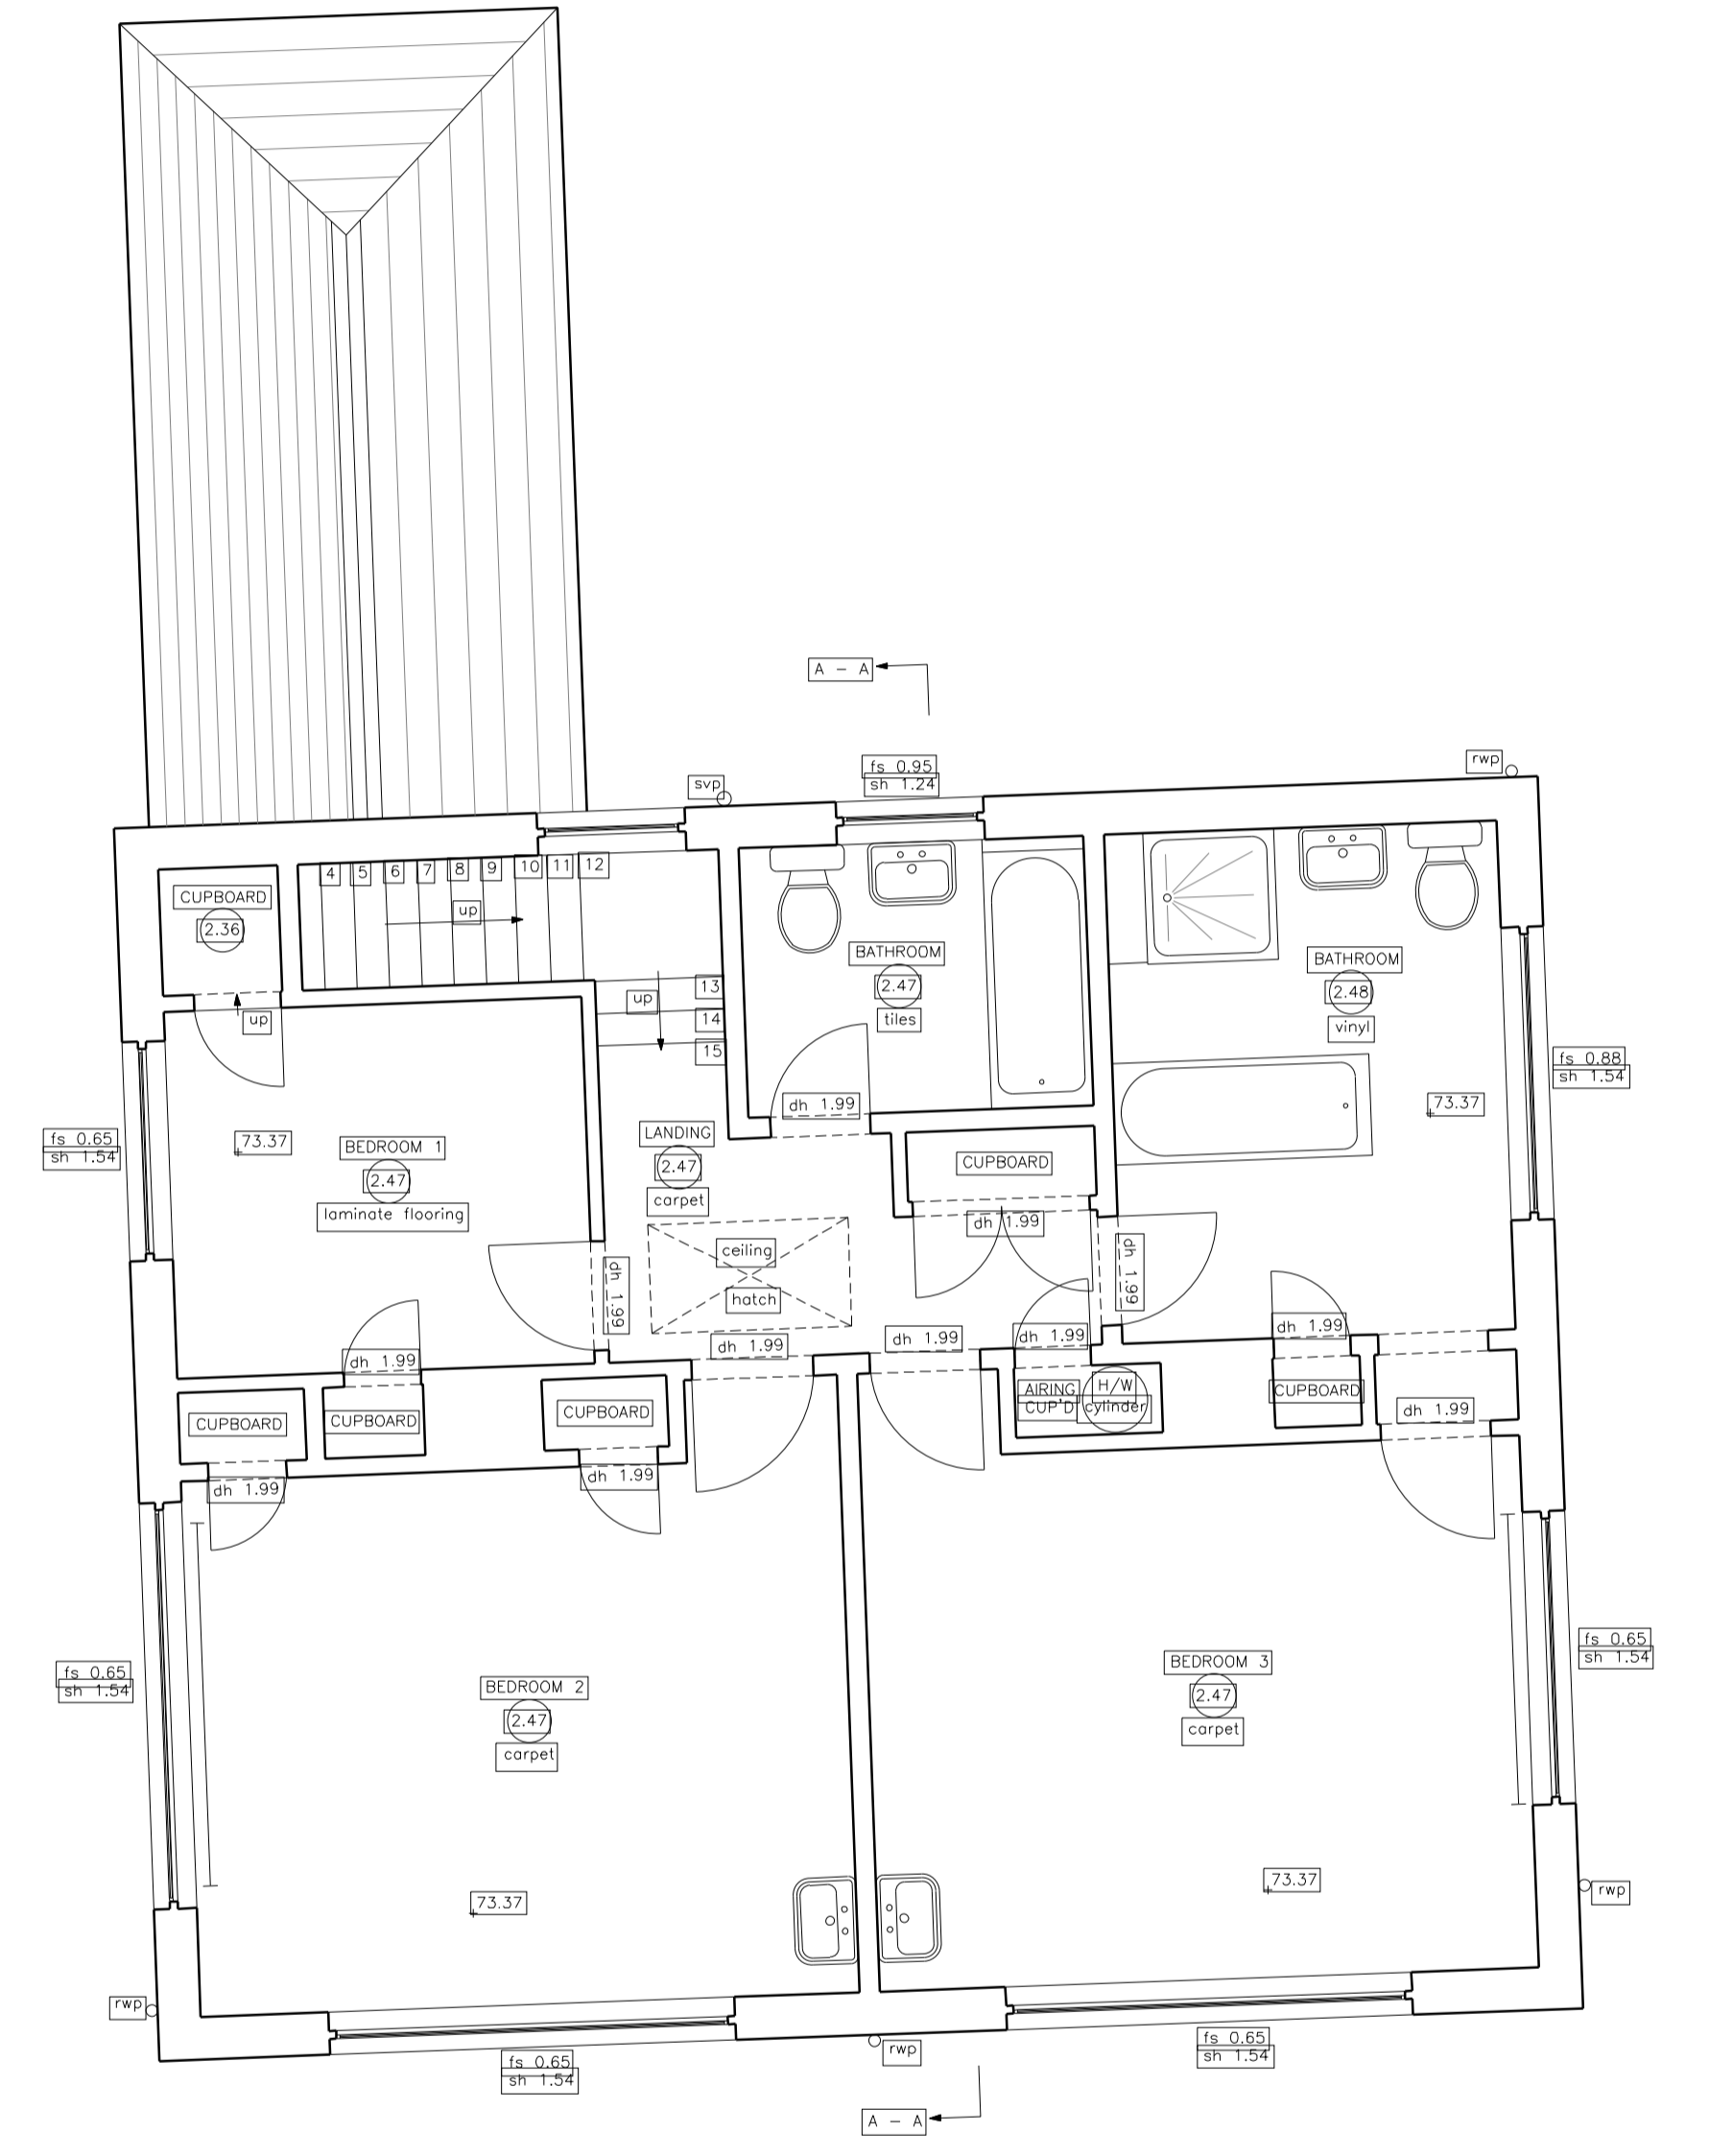 A - A
rwp
fs 0.95
sh 1.24
svp
4 5 6 7 8 9 10 11 12
CUPBOARD
2.36
up
up
13
14
15
up
BATHROOM
2.47
tiles
BATHROOM
2.48
vinyl
fs 0.88
sh 1.54
73.37
dh 1.99
fs 0.65
sh 1.54
73.37
BEDROOM 1
2.47
laminate flooring
LANDING
2.47
carpet
CUPBOARD
dh 1.99
ceiling
hatch
dh 1.99
dh 1.99
dh 1.99
dh 1.99
dh 1.99
dh 1.99
dh 1.99
AIRING
CUP'D
H/W
cylinder
CUPBOARD
dh 1.99
CUPBOARD
CUPBOARD
CUPBOARD
dh 1.99
dh 1.99
fs 0.65
sh 1.54
BEDROOM 2
2.47
carpet
BEDROOM 3
2.47
carpet
fs 0.65
sh 1.54
73.37
73.37
rwp
rwp
rwp
fs 0.65
sh 1.54
fs 0.65
sh 1.54
A - A